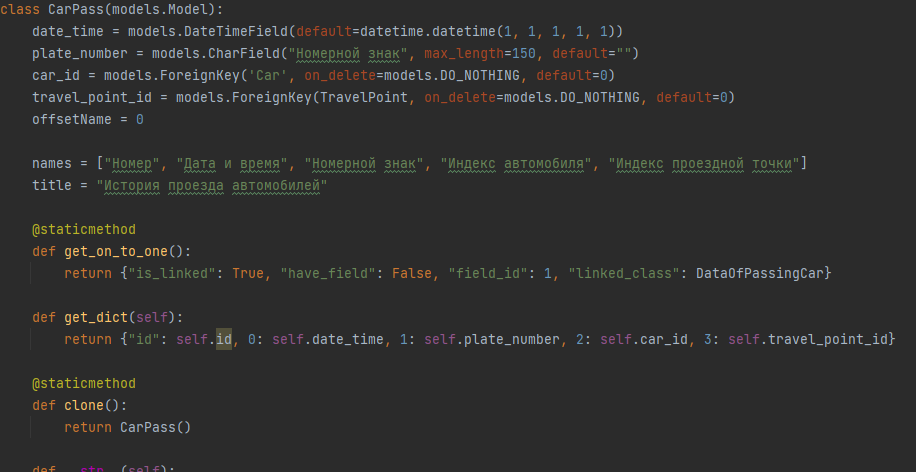 class CarPass(models.Model):
    date_time = models.DateTimeField(default=datetime.datetime(1, 1, 1, 1, 1))
    plate_number = models.CharField("Номерной знак", max_length=150, default="")
    car_id = models.ForeignKey('Car', on_delete=models.DO_NOTHING, default=0)
    travel_point_id = models.ForeignKey(TravelPoint, on_delete=models.DO_NOTHING, default=0)
    offsetName = 0
    names = ["Номер", "Дата и время", "Номерной знак", "Индекс автомобиля", "Индекс проездной точки"]
    title = "История проезда автомобилей"
    @staticmethod
    def get_on_to_one():
        return {"is_linked": True, "have_field": False, "field_id": 1, "linked_class": DataOfPassingCar}
    def get_dict(self):
        return {"id": self.id, 0: self.date_time, 1: self.plate_number, 2: self.car_id, 3: self.travel_point_id}
    @staticmethod
    def clone():
        return CarPass()
    def __str__(self):